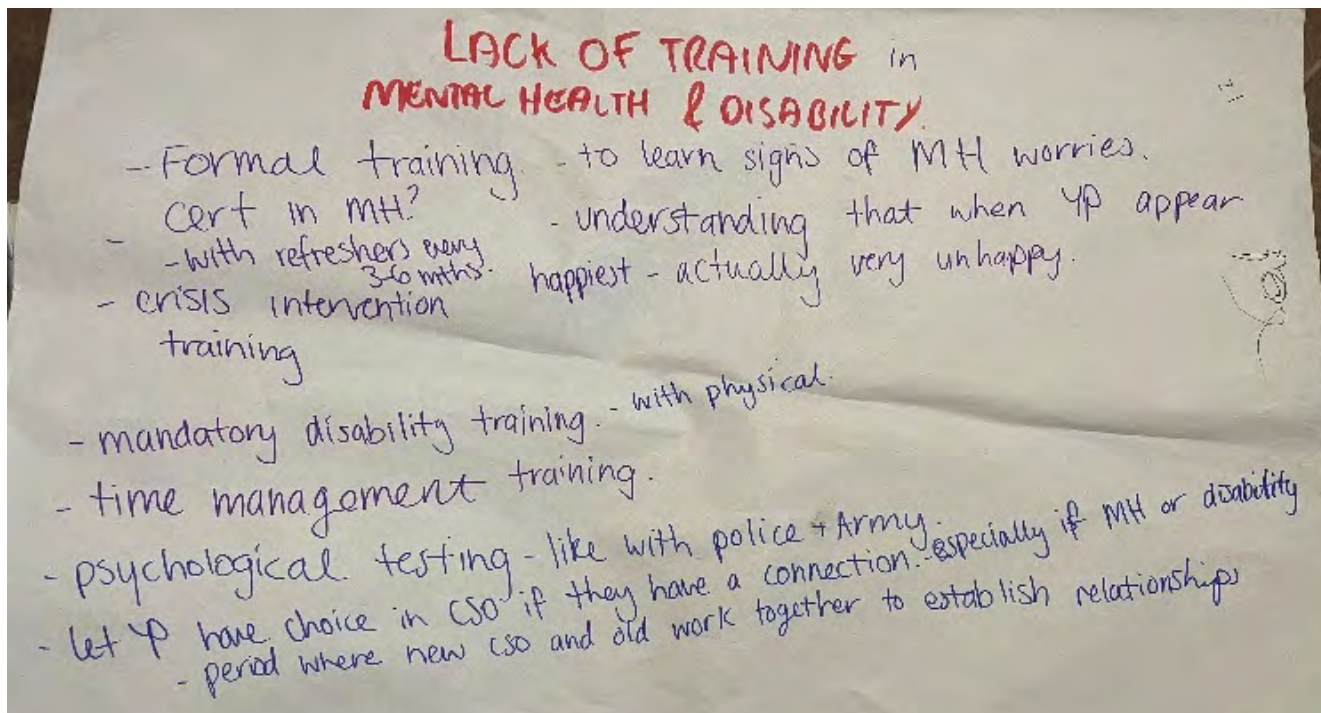 LACK OF TRAINING in
MENTAL HEALTH & DISABILITY
- Formal training. - to learn signs of MH worries.
- cert in MH?
- with refreshers every
3-6 mths.
- understanding that when YP appear
happiest - actually very unhappy.
- crisis intervention
training
- mandatory disability training. - with physical.
- time management training.
- psychological testing - like with police + Army.
- let YP have choice in CSO if they have a connection. - especially if MH or disability
- period where new CSO and old work together to establish relationships